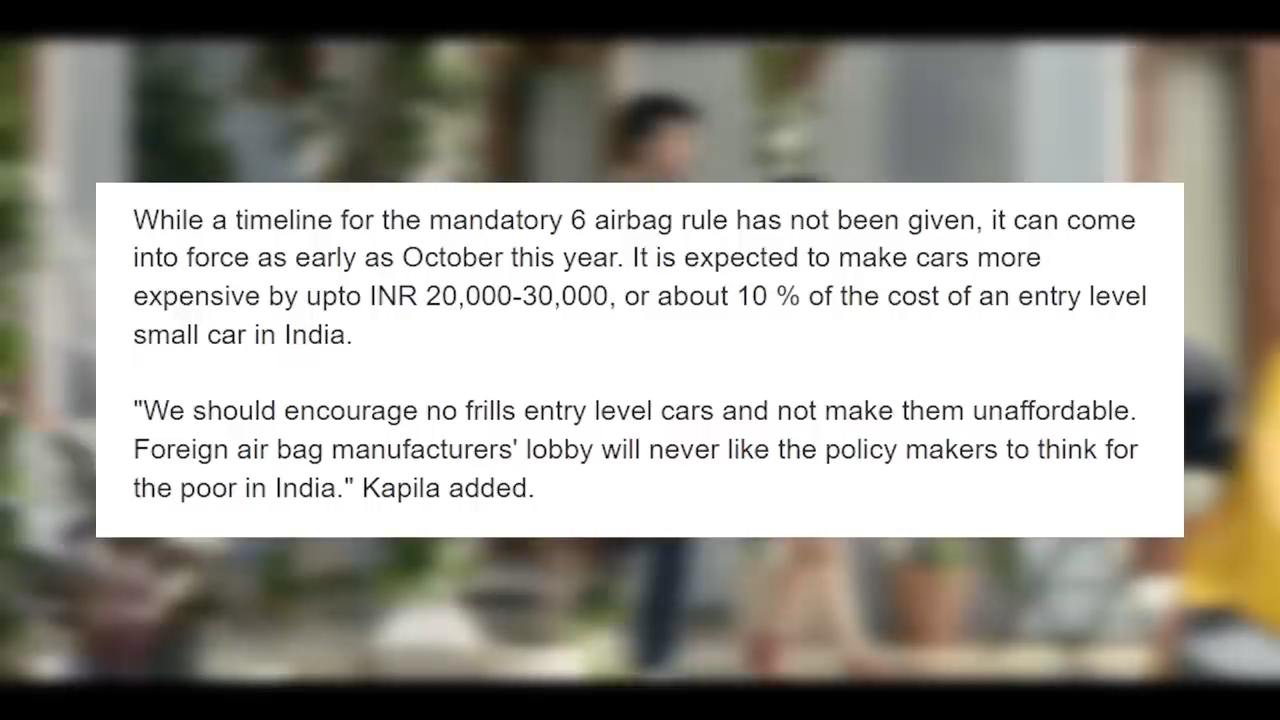 While a timeline for the mandatory 6 airbag rule has not been given, it can come
into force as early as October this year. It is expected to make cars more
expensive by upto INR 20,000-30,000, or about 10 % of the cost of an entry level
small car in India.
"We should encourage no frills entry level cars and not make them unaffordable.
Foreign air bag manufacturers' lobby will never like the policy makers to think for
the poor in India." Kapila added.